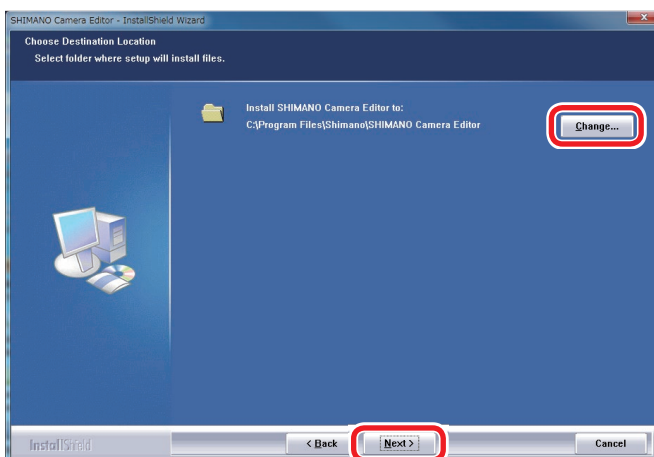 SHIMANO Camera Editor - InstallShield Wizard
Choose Destination Location
Select folder where setup will install files.
Install SHIMANO Camera Editor to:
C:\Program Files\Shimano\SHIMANO Camera Editor
Change...
InstallShield
< Back
Next >
Cancel